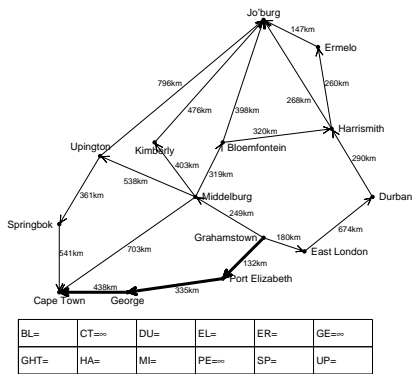 Jo'burg
147km
Ermelo
796km
260km
476km
398km
268km
320km
Harrismith
Upington
Kimberly
Bloemfontein
403km
290km
538km
319km
361km
Middelburg
Durban
249km
Springbok
Grahamstown
180km
674km
703km
East London
541km
132km
Port Elizabeth
438km
335km
Cape Town
George
BL= CT=∞ DU= EL= ER= GE=∞
GHT= HA= MI= PE=∞ SP= UP=